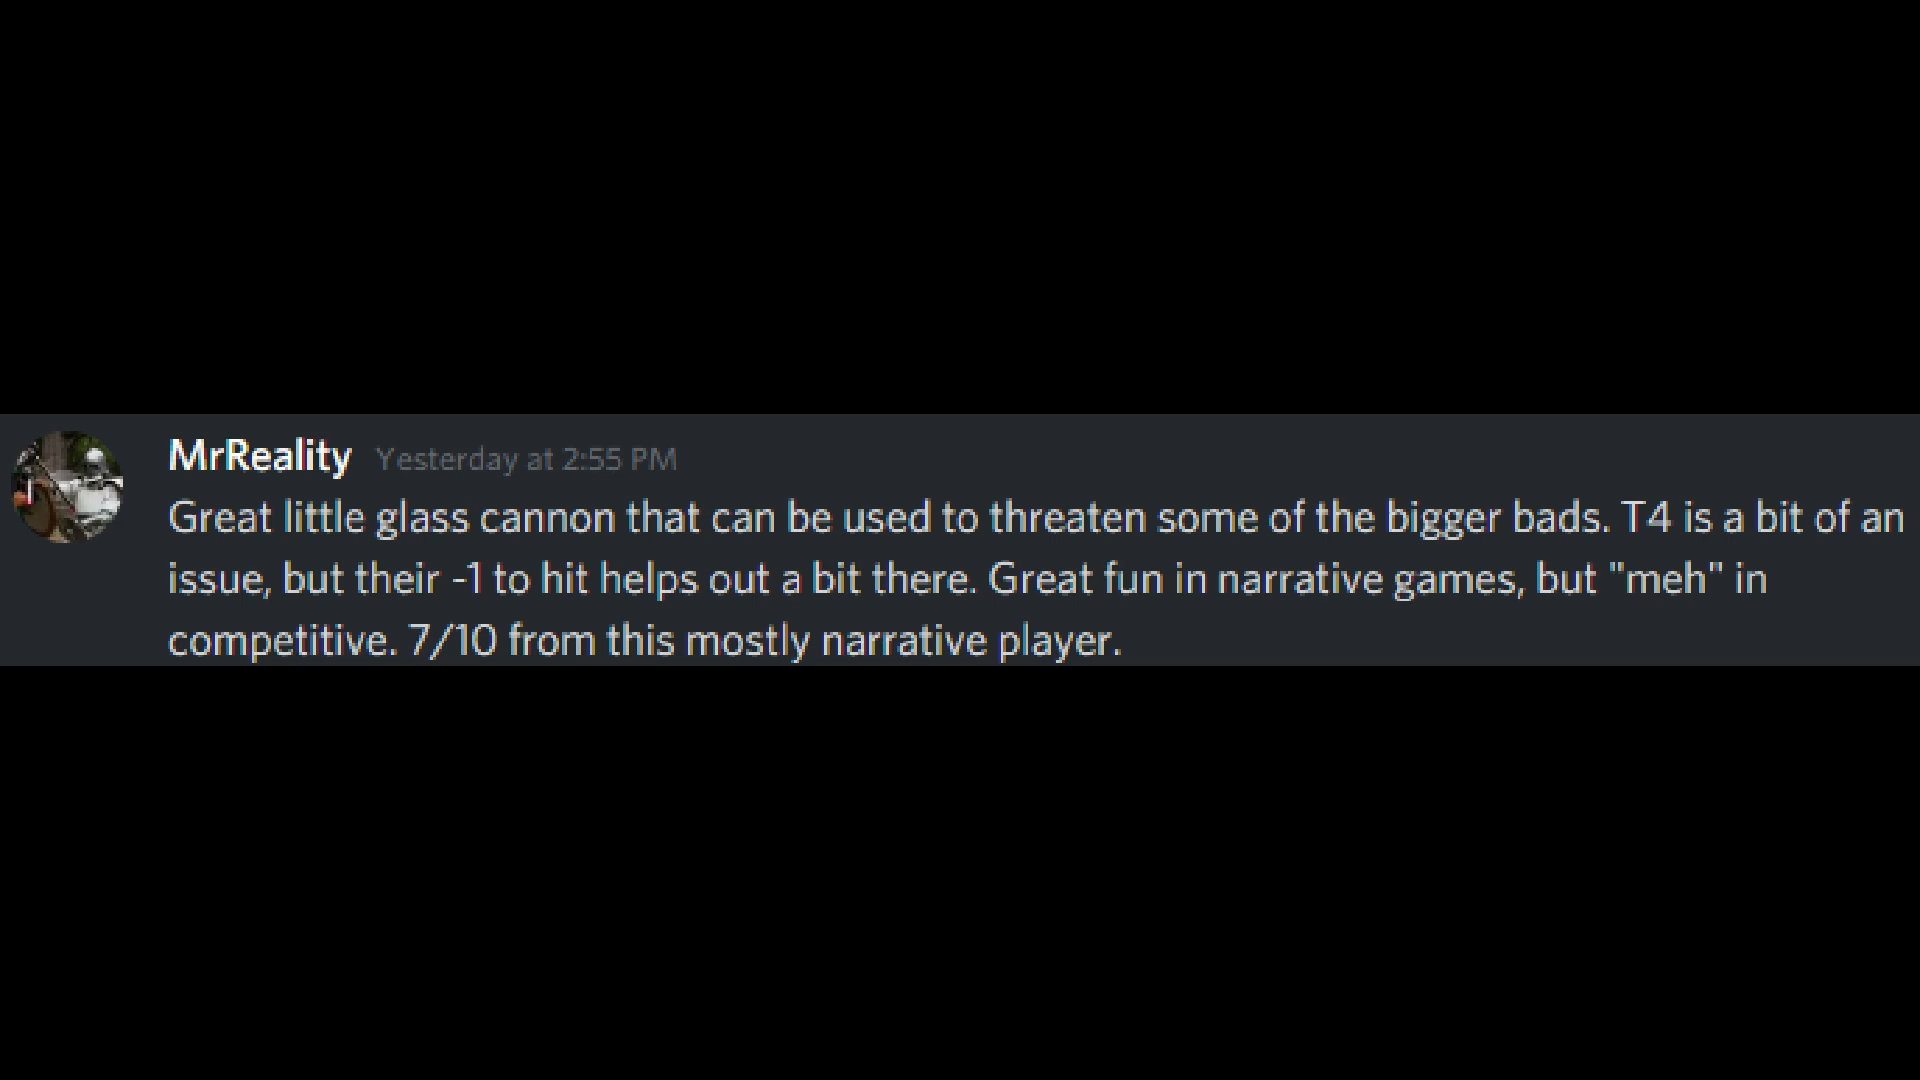 MrReality Yesterday at 2:55 PM
Great little glass cannon that can be used to threaten some of the bigger bads. T4 is a bit of an
issue, but their -1 to hit helps out a bit there. Great fun in narrative games, but "meh" in
competitive. 7/10 from this mostly narrative player.